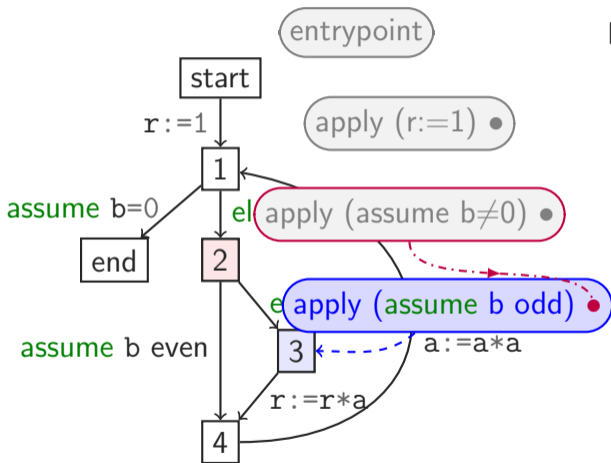 entrypoint
start
r:=1
apply (r:=1)
1
assume b=0
el
apply (assume b≠0)
end
2
e
apply (assume b odd)
assume b even
3
a:=a*a
r:=r*a
4